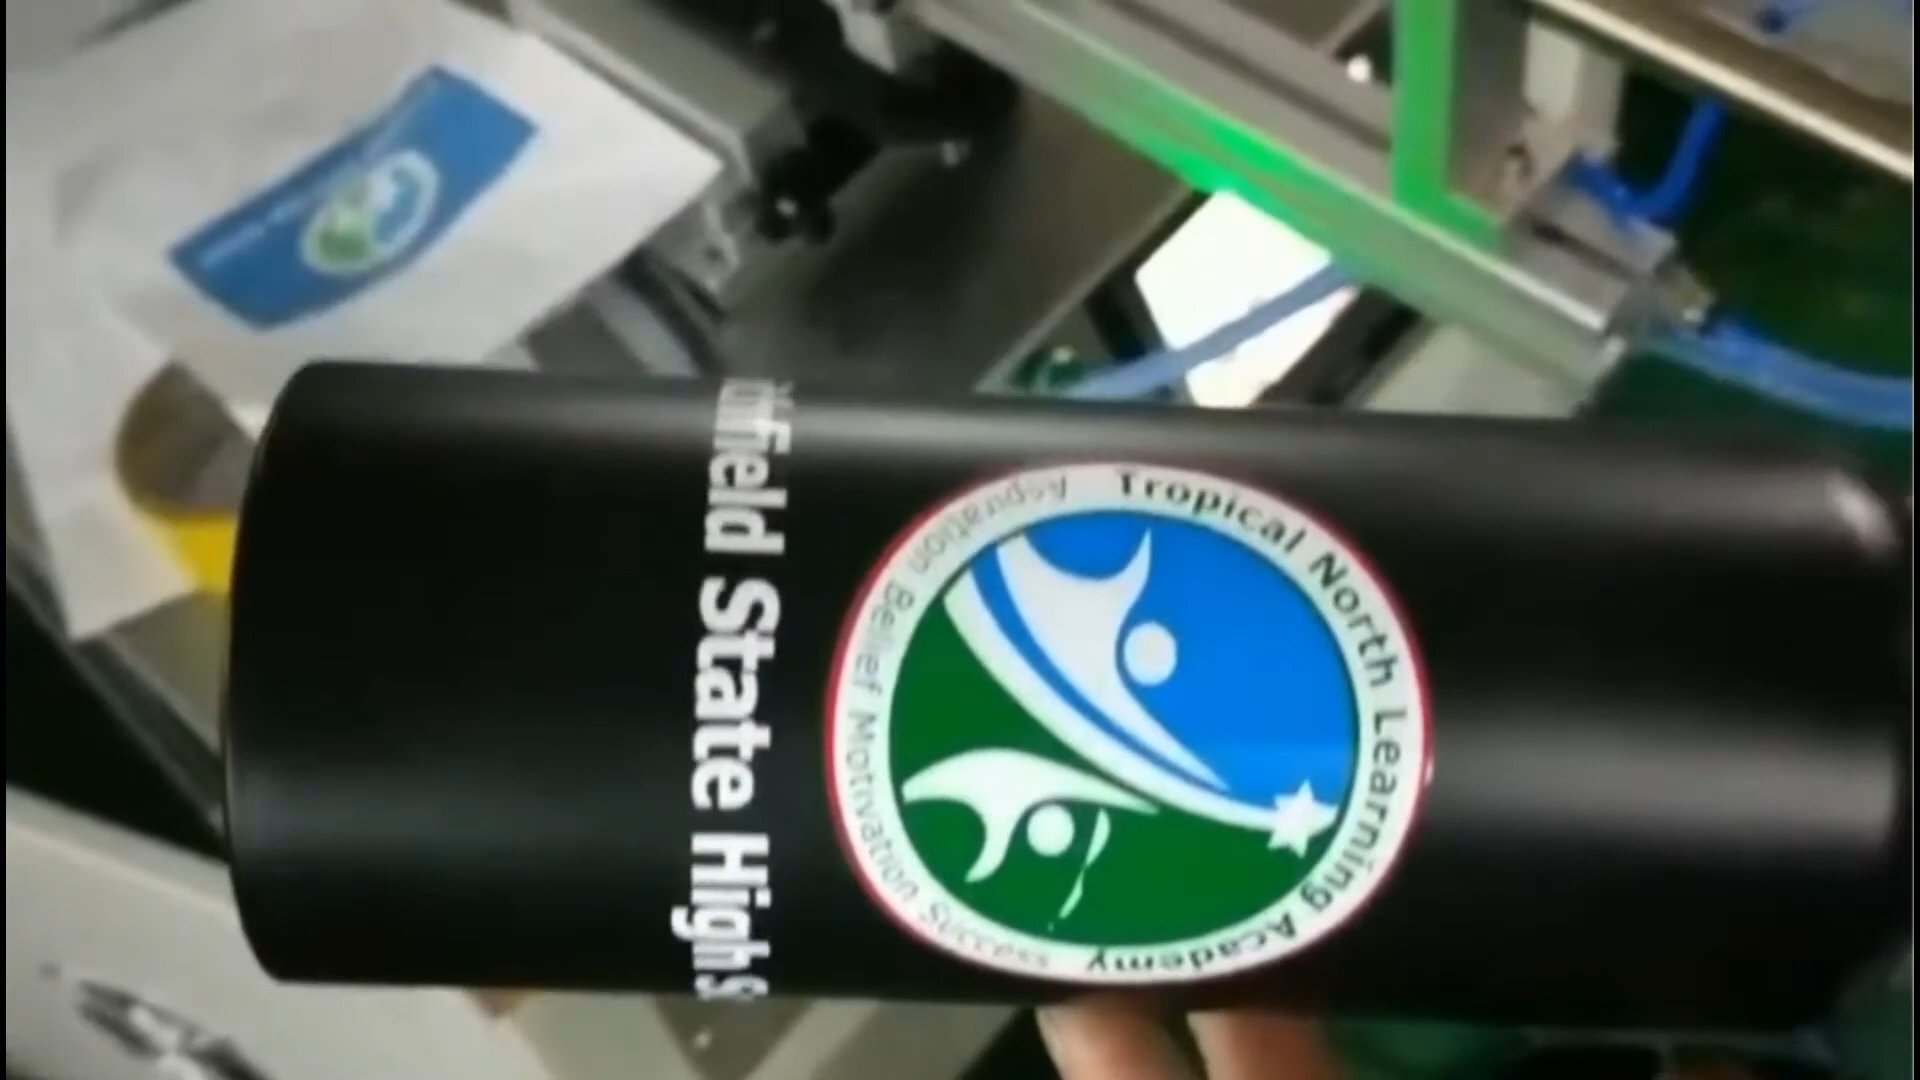 Tropical North Learning Academy
Aspiration Belief Motivation Success
field State High